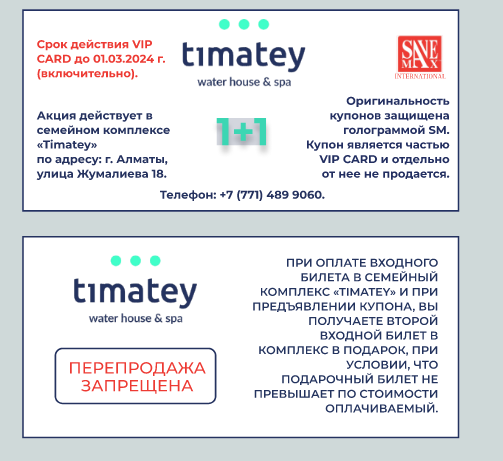 Срок действия VIP
CARD до 01.03.2024 г.
(включительно).
tımatey
water house & spa
SANE
MAX
INTERNATIONAL
Акция действует в
семейном комплексе
«Timatey»
по адресу: г. Алматы,
улица Жумалиева 18.
1+1
Оригинальность
купонов защищена
голограммой SM.
Купон является частью
VIP CARD и отдельно
от нее не продается.
Телефон: +7 (771) 489 9060.
tımatey
water house & spa
ПЕРЕПРОДАЖА
ЗАПРЕЩЕНА
ПРИ ОПЛАТЕ ВХОДНОГО
БИЛЕТА В СЕМЕЙНЫЙ
КОМПЛЕКС «TIMATEY» И ПРИ
ПРЕДЪЯВЛЕНИИ КУПОНА, ВЫ
ПОЛУЧАЕТЕ ВТОРОЙ
ВХОДНОЙ БИЛЕТ В
КОМПЛЕКС В ПОДАРОК, ПРИ
УСЛОВИИ, ЧТО
ПОДАРОЧНЫЙ БИЛЕТ НЕ
ПРЕВЫШАЕТ ПО СТОИМОСТИ
ОПЛАЧИВАЕМЫЙ.